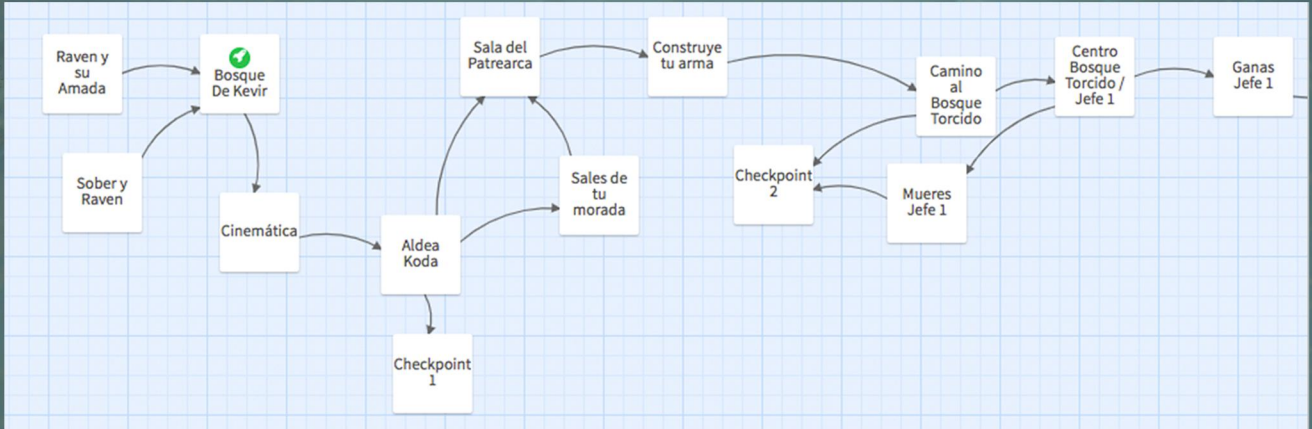 Raven y
su
Amada
Bosque
De Kevir
Sober y
Raven
Cinemática
Aldea
Koda
Checkpoint
1
Sala del
Patrearca
Sales de
tu
morada
Construye
tu arma
Camino
al
Bosque
Torcido
Checkpoint
2
Mueres
Jefe 1
Centro
Bosque
Torcido /
Jefe 1
Ganas
Jefe 1